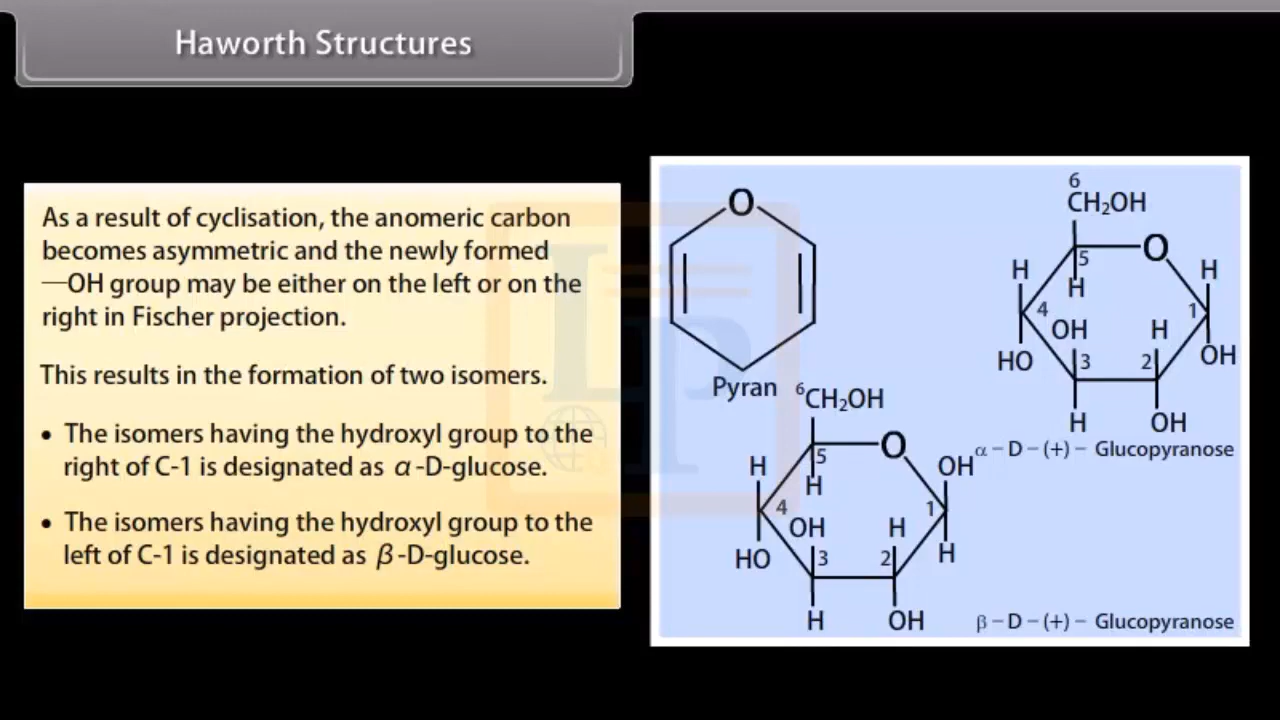 Haworth Structures
As a result of cyclisation, the anomeric carbon
becomes asymmetric and the newly formed
—OH group may be either on the left or on the
right in Fischer projection.
This results in the formation of two isomers.
• The isomers having the hydroxyl group to the
right of C-1 is designated as α-D-glucose.
• The isomers having the hydroxyl group to the
left of C-1 is designated as β-D-glucose.
O
Pyran
6
CH₂OH
5 O
H H H
4 1
OH H
HO 3 2 OH
H OH
α – D – (+) – Glucopyranose
⁶CH₂OH
5 O
H H OH
4 1
OH H
HO 3 2 H
H OH
β – D – (+) – Glucopyranose
LP